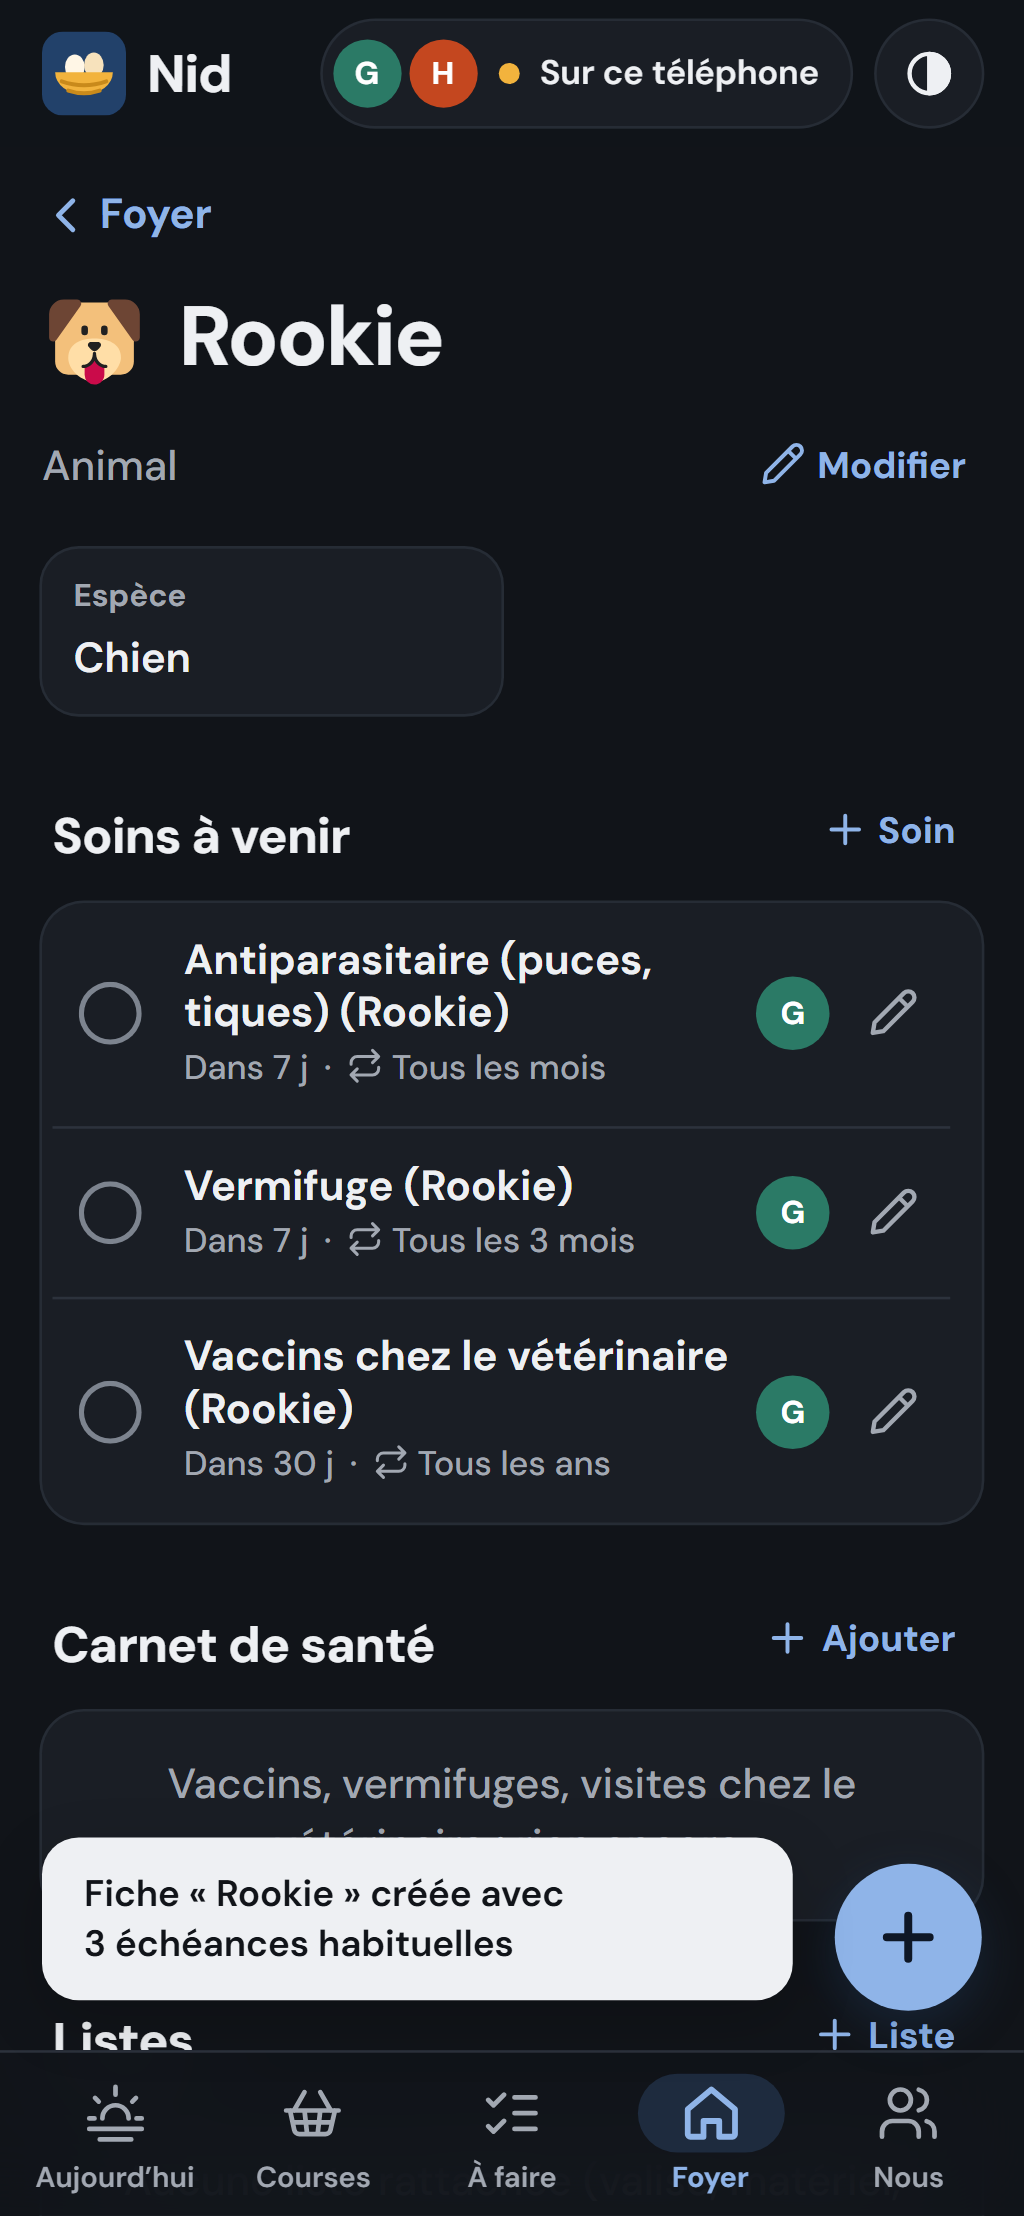 Nid
G H Sur ce téléphone
Foyer
Rookie
Animal
Modifier
Espèce
Chien
Soins à venir
Soin
Antiparasitaire (puces,
tiques) (Rookie)
Dans 7 j · Tous les mois
G
Vermifuge (Rookie)
Dans 7 j · Tous les 3 mois
G
Vaccins chez le vétérinaire
(Rookie)
Dans 30 j · Tous les ans
G
Carnet de santé
Ajouter
Vaccins, vermifuges, visites chez le
Fiche « Rookie » créée avec
3 échéances habituelles
Listes
Liste
Aujourd’hui
Courses
À faire
Foyer
Nous